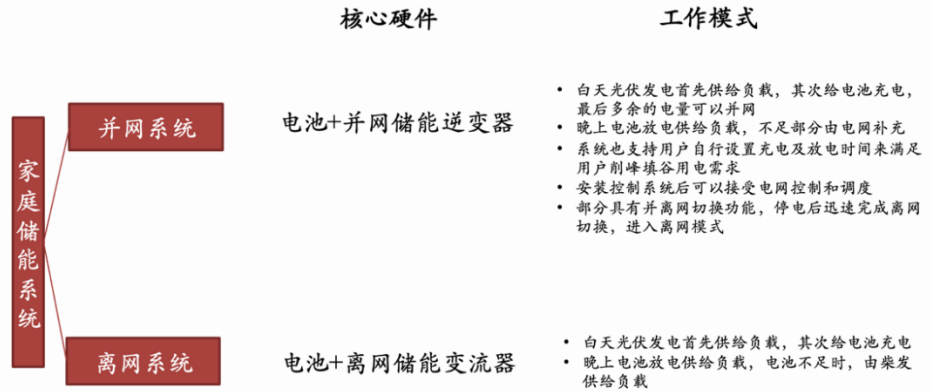 核心硬件
工作模式
家庭储能系统
并网系统
电池+并网储能逆变器
• 白天光伏发电首先供给负载，其次给电池充电，
最后多余的电量可以并网
• 晚上电池放电供给负载，不足部分由电网补充
• 系统也支持用户自行设置充电及放电时间来满足
用户削峰填谷用电需求
• 安装控制系统后可以接受电网控制和调度
• 部分具有并离网切换功能，停电后迅速完成离网
切换，进入离网模式
离网系统
电池+离网储能变流器
• 白天光伏发电首先供给负载，其次给电池充电
• 晚上电池放电供给负载，电池不足时，由柴发
供给负载